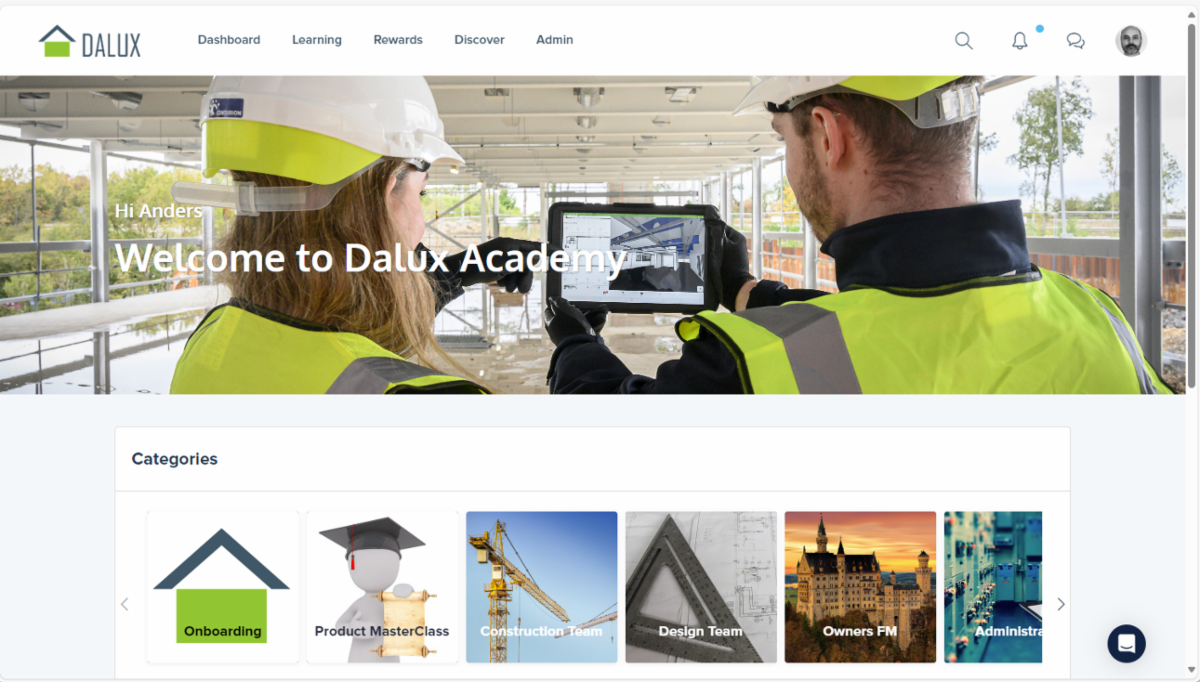 DALUX
Dashboard
Learning
Rewards
Discover
Admin
Hi Anders
Welcome to Dalux Academy
Categories
Onboarding
Product MasterClass
Construction Team
Design Team
Owners FM
Administra